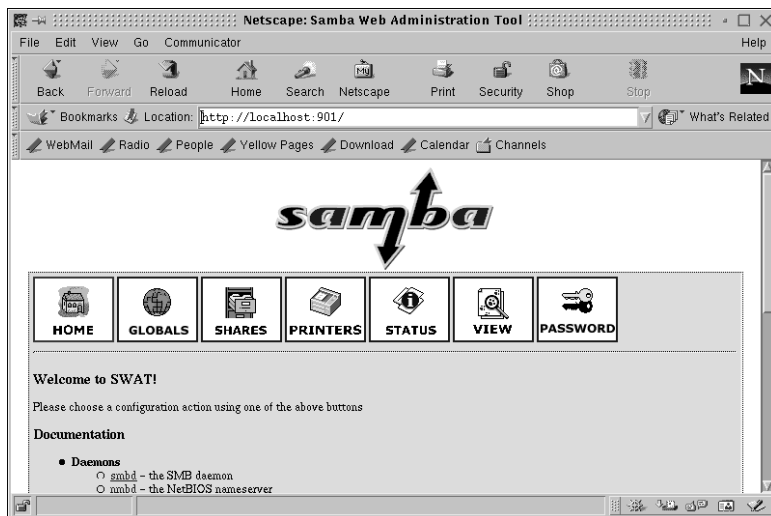 Netscape: Samba Web Administration Tool
File Edit View Go Communicator Help
Back Forward Reload Home Search My Netscape Print Security Shop Stop N
Bookmarks Location: http://localhost:901/ What's Related
WebMail Radio People Yellow Pages Download Calendar Channels
samba
HOME GLOBALS SHARES PRINTERS STATUS VIEW PASSWORD
Welcome to SWAT!
Please choose a configuration action using one of the above buttons
Documentation
Daemons
smbd - the SMB daemon
nmbd - the NetBIOS nameserver